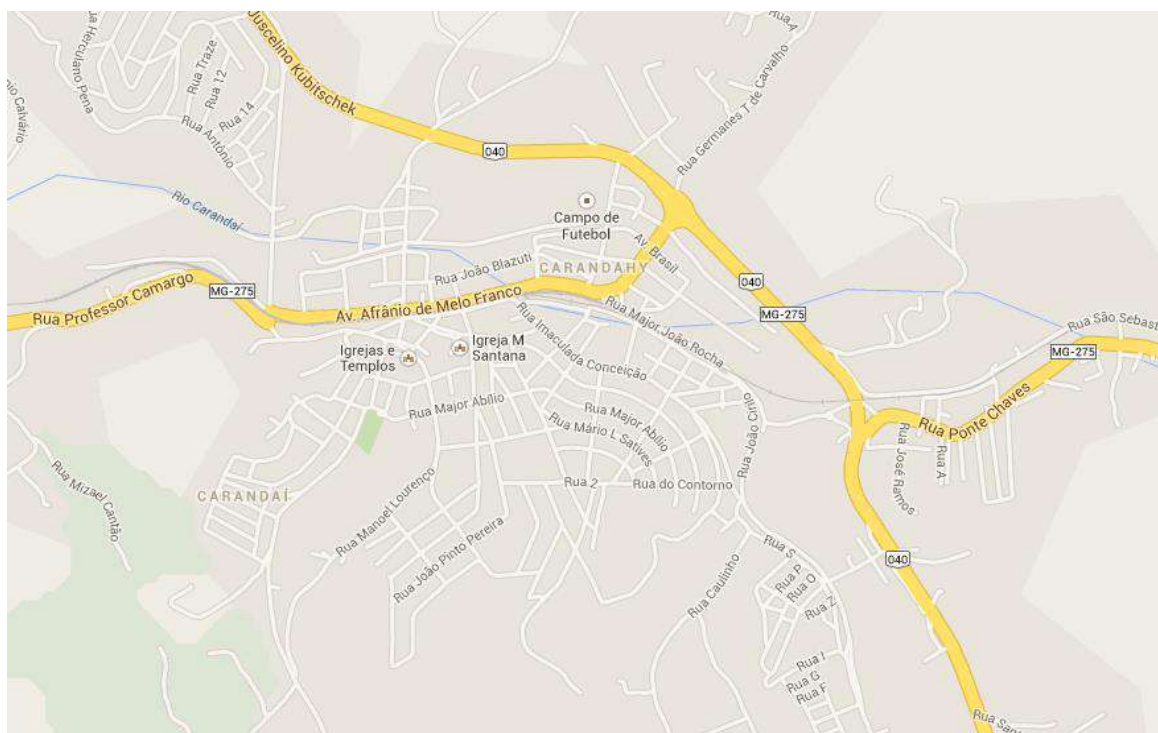 Rua 4
Juscelino Kubitschek
Rua Herculano Pena
Rua Traze
Rua 12
Rua 14
Rua Antônio
Calvário
Rua Germanes T de Carvalho
040
Rio Carandaí
Campo de
Futebol
Av. Brasil
Rua João Blazuti
CARANDAHY
040
MG-275
Rua Professor Camargo
MG-275
Av. Afrânio de Melo Franco
Rua Major João Rocha
Rua São Sebast
MG-275
Rua Imaculada Conceição
Igrejas e
Templos
Igreja M
Santana
Rua Major Abílio
Rua Major Abílio
Rua Mário L Satives
Rua João Cirilo
Rua Ponte Chaves
Rua José Ramos
Rua A
Rua Mizael Cantão
CARANDAÍ
Rua Manoel Lourenço
Rua 2
Rua do Contorno
Rua João Pinto Pereira
Rua S
040
Rua Caulinho
Rua P
Rua O
Rua Z
Rua I
Rua G
Rua F
Rua San